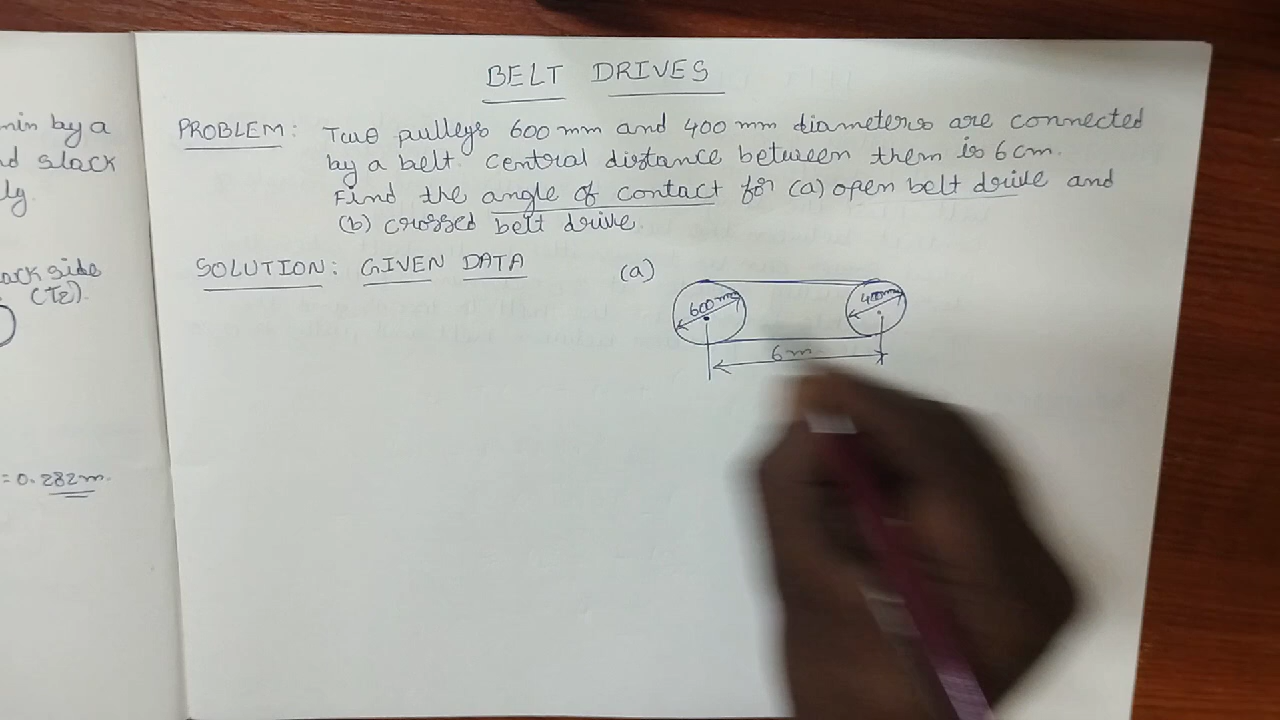 BELT DRIVES
min by a
nd slack
ly.
ack side
(T2).
= 0.282m.
PROBLEM: Two pulleys 600 mm and 400 mm diameters are connected
by a belt. Central distance between them is 6 cm.
Find the angle of contact for (a) open belt drive and
(b) crossed belt drive.
SOLUTION: GIVEN DATA (a)
600 mm 400 mm
6 m